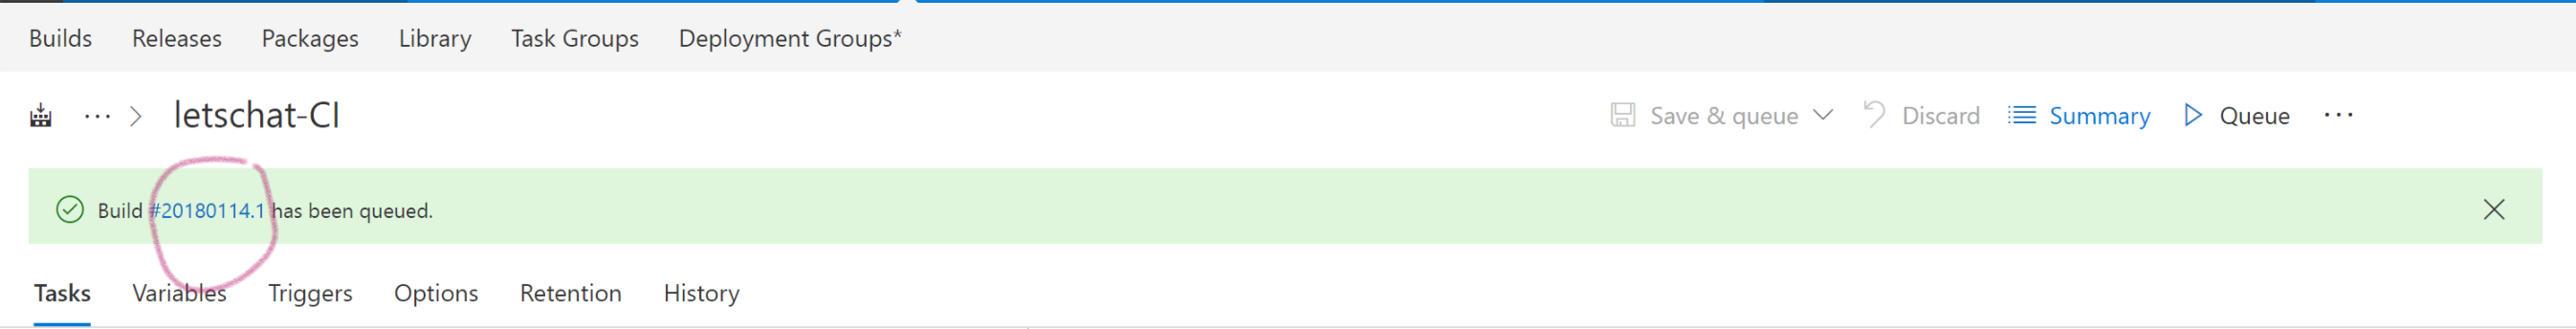 Builds Releases Packages Library Task Groups Deployment Groups*
... > letschat-CI Save & queue Discard Summary Queue ...
Build #20180114.1 has been queued.
Tasks Variables Triggers Options Retention History